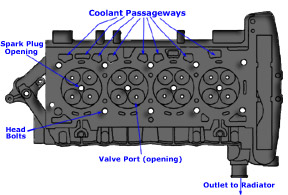 Coolant Passageways
Spark Plug
Opening
Head
Bolts
Valve Port (opening)
Outlet to Radiator